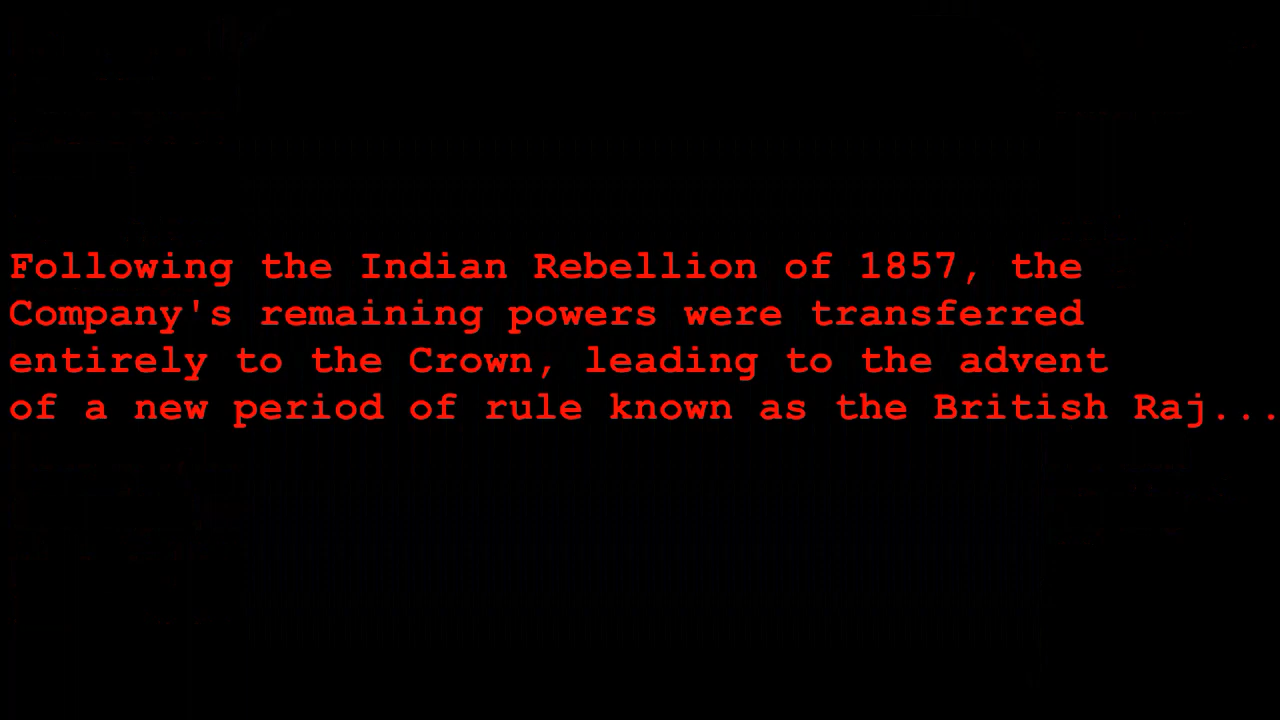 Following the Indian Rebellion of 1857, the
Company's remaining powers were transferred
entirely to the Crown, leading to the advent
of a new period of rule known as the British Raj...